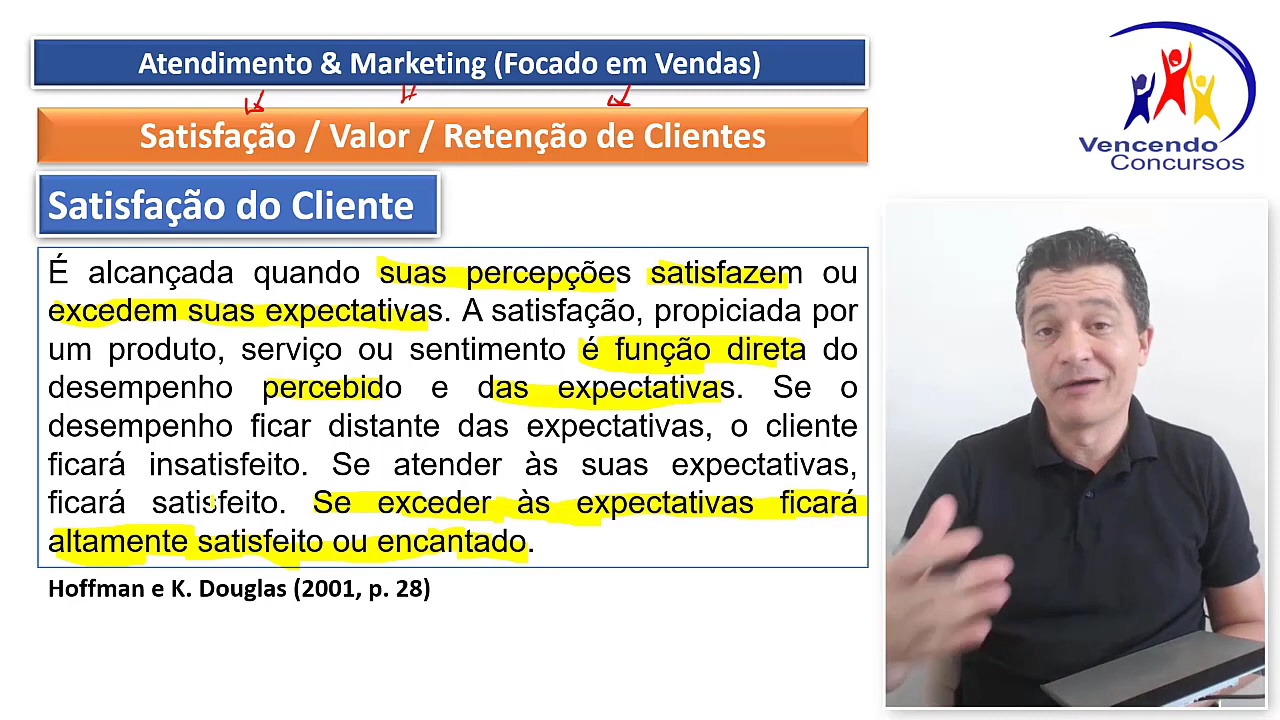 Atendimento & Marketing (Focado em Vendas)
Satisfação / Valor / Retenção de Clientes
Vencendo
Concursos
Satisfação do Cliente
É alcançada quando suas percepções satisfazem ou
excedem suas expectativas. A satisfação, propiciada por
um produto, serviço ou sentimento é função direta do
desempenho percebido e das expectativas. Se o
desempenho ficar distante das expectativas, o cliente
ficará insatisfeito. Se atender às suas expectativas,
ficará satisfeito. Se exceder às expectativas ficará
altamente satisfeito ou encantado.
Hoffman e K. Douglas (2001, p. 28)